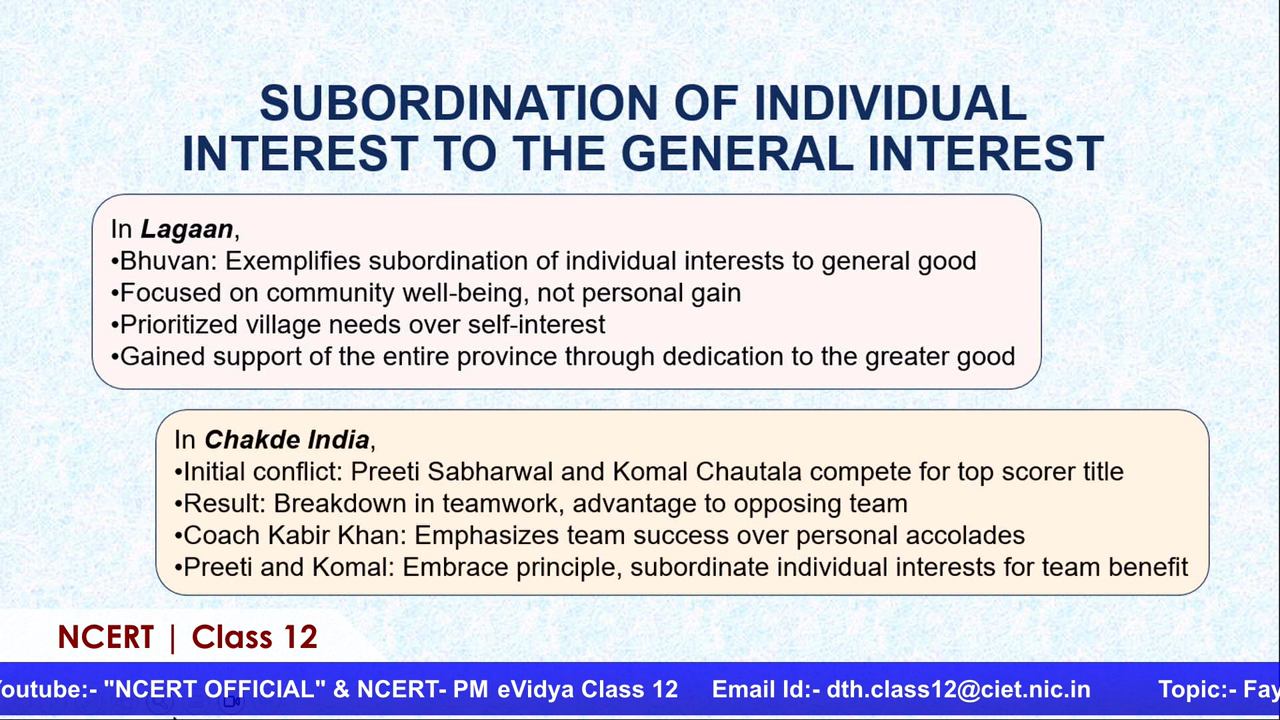 SUBORDINATION OF INDIVIDUAL
INTEREST TO THE GENERAL INTEREST
In Lagaan,
•Bhuvan: Exemplifies subordination of individual interests to general good
•Focused on community well-being, not personal gain
•Prioritized village needs over self-interest
•Gained support of the entire province through dedication to the greater good
In Chakde India,
•Initial conflict: Preeti Sabharwal and Komal Chautala compete for top scorer title
•Result: Breakdown in teamwork, advantage to opposing team
•Coach Kabir Khan: Emphasizes team success over personal accolades
•Preeti and Komal: Embrace principle, subordinate individual interests for team benefit
NCERT | Class 12
Youtube:- "NCERT OFFICIAL" & NCERT- PM eVidya Class 12 Email Id:- dth.class12@ciet.nic.in Topic:- Fay